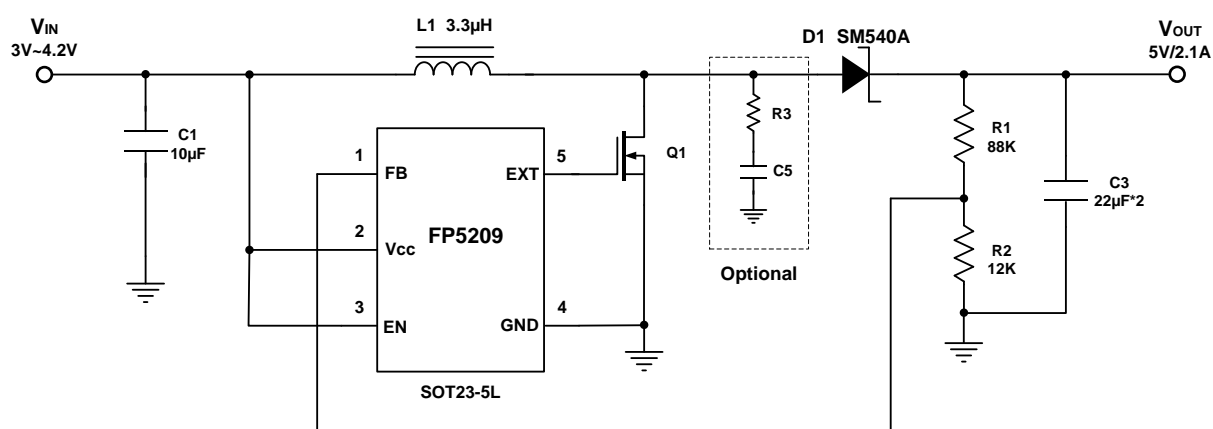 VIN
3V~4.2V
L1 3.3µH
D1 SM540A
VOUT
5V/2.1A
C1
10µF
1
FB
2
Vcc
3
EN
FP5209
5
EXT
4
GND
SOT23-5L
Q1
R3
C5
Optional
R1
88K
R2
12K
C3
22µF*2